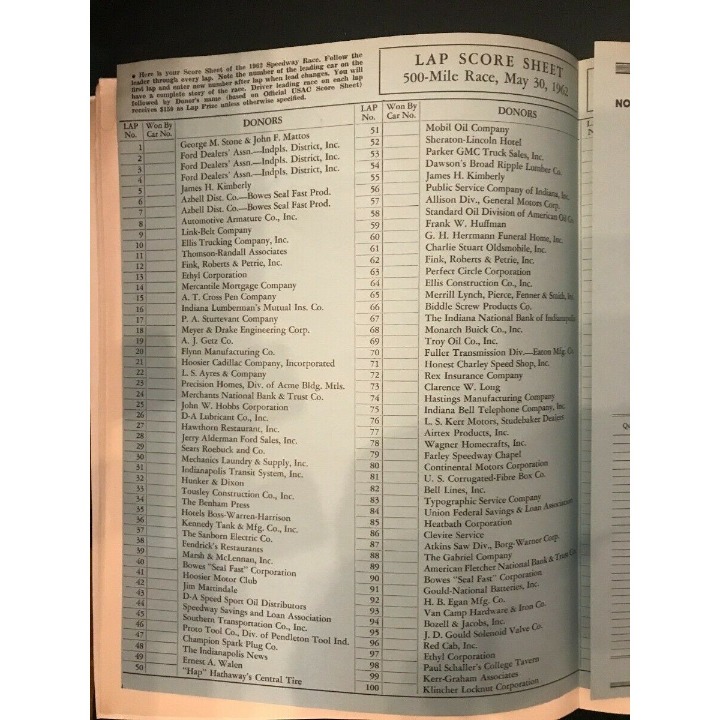 • Here is your Score Sheet of the 1962 Speedway Race. Follow the
leader through every lap. Note the number of the leading car on the
first lap and enter new number after lap when lead changes. You will
have a complete story of the race. Driver leading race on each lap
followed by Donor's name (based on Official USAC Score Sheet)
receives $150 as Lap Prize unless otherwise specified.
LAP SCORE SHEET
500-Mile Race, May 30, 1962
LAP No. Won By Car No. DONORS
1 George M. Stone & John F. Mattos
2 Ford Dealers' Assn.—Indpls. District, Inc.
3 Ford Dealers' Assn.—Indpls. District, Inc.
4 Ford Dealers' Assn.—Indpls. District, Inc.
5 James H. Kimberly
6 Azbell Dist. Co.—Bowes Seal Fast Prod.
7 Azbell Dist. Co.—Bowes Seal Fast Prod.
8 Automotive Armature Co., Inc.
9 Link-Belt Company
10 Ellis Trucking Company, Inc.
11 Thomson-Randall Associates
12 Fink, Roberts & Petrie, Inc.
13 Ethyl Corporation
14 Mercantile Mortgage Company
15 A. T. Cross Pen Company
16 Indiana Lumberman's Mutual Ins. Co.
17 P. A. Sturtevant Company
18 Meyer & Drake Engineering Corp.
19 A. J. Getz Co.
20 Flynn Manufacturing Co.
21 Hoosier Cadillac Company, Incorporated
22 L. S. Ayres & Company
23 Precision Homes, Div. of Acme Bldg. Mtls.
24 Merchants National Bank & Trust Co.
25 John W. Hobbs Corporation
26 D-A Lubricant Co., Inc.
27 Hawthorn Restaurant, Inc.
28 Jerry Alderman Ford Sales, Inc.
29 Sears Roebuck and Co.
30 Mechanics Laundry & Supply, Inc.
31 Indianapolis Transit System, Inc.
32 Hunker & Dixon
33 Tousley Construction Co., Inc.
34 The Benham Press
35 Hotels Boss-Warren-Harrison
36 Kennedy Tank & Mfg. Co., Inc.
37 The Sanborn Electric Co.
38 Fendrick's Restaurants
39 Marsh & McLennan, Inc.
40 Bowes "Seal Fast" Corporation
41 Hoosier Motor Club
42 Jim Martindale
43 D-A Speed Sport Oil Distributors
44 Speedway Savings and Loan Association
45 Southern Transportation Co., Inc.
46 Proto Tool Co., Div. of Pendleton Tool Ind.
47 Champion Spark Plug Co.
48 The Indianapolis News
49 Ernest A. Walen
50 "Hap" Hathaway's Central Tire
LAP No. Won By Car No. DONORS
51 Mobil Oil Company
52 Sheraton-Lincoln Hotel
53 Parker GMC Truck Sales, Inc.
54 Dawson's Broad Ripple Lumber Co.
55 James H. Kimberly
56 Public Service Company of Indiana, Inc.
57 Allison Div., General Motors Corp.
58 Standard Oil Division of American Oil Co.
59 Frank W. Huffman
60 G. H. Herrmann Funeral Home, Inc.
61 Charlie Stuart Oldsmobile, Inc.
62 Fink, Roberts & Petrie, Inc.
63 Perfect Circle Corporation
64 Ellis Construction Co., Inc.
65 Merrill Lynch, Pierce, Fenner & Smith, Inc.
66 Biddle Screw Products Co.
67 The Indiana National Bank of Indianapolis
68 Monarch Buick Co., Inc.
69 Troy Oil Co., Inc.
70 Fuller Transmission Div.—Eaton Mfg. Co.
71 Honest Charley Speed Shop, Inc.
72 Rex Insurance Company
73 Clarence W. Long
74 Hastings Manufacturing Company
75 Indiana Bell Telephone Company, Inc.
76 L. S. Kerr Motors, Studebaker Dealers
77 Airtex Products, Inc.
78 Wagner Homecrafts, Inc.
79 Farley Speedway Chapel
80 Continental Motors Corporation
81 U. S. Corrugated-Fibre Box Co.
82 Bell Lines, Inc.
83 Typographic Service Company
84 Union Federal Savings & Loan Association
85 Heatbath Corporation
86 Clevite Service
87 Atkins Saw Div., Borg-Warner Corp.
88 The Gabriel Company
89 American Fletcher National Bank & Trust Co.
90 Bowes "Seal Fast" Corporation
91 Gould-National Batteries, Inc.
92 H. B. Egan Mfg. Co.
93 Van Camp Hardware & Iron Co.
94 Bozell & Jacobs, Inc.
95 J. D. Gould Solenoid Valve Co.
96 Red Cab, Inc.
97 Ethyl Corporation
98 Paul Schaller's College Tavern
99 Kerr-Graham Associates
100 Klincher Locknut Corporation
NO